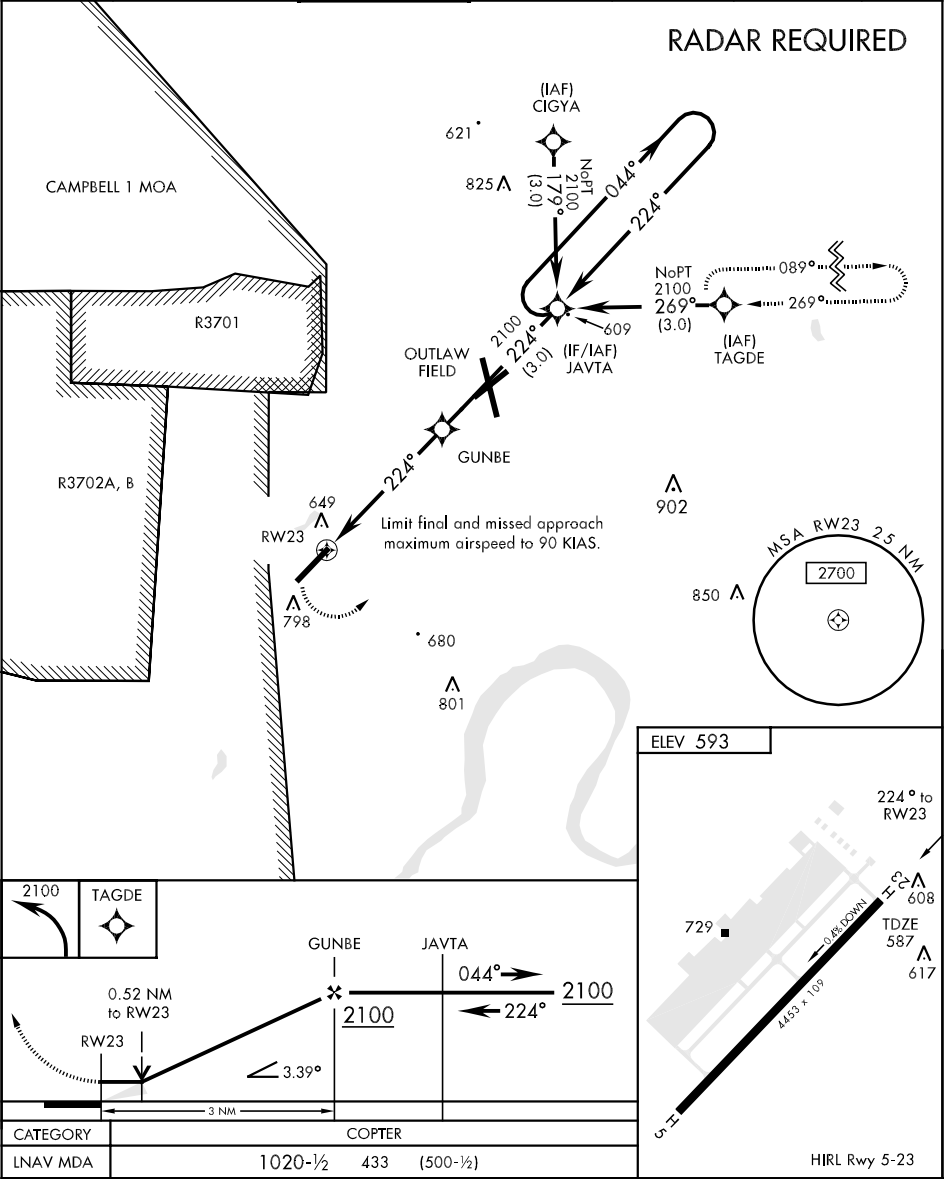 RADAR REQUIRED
(IAF)
CIGYA
621
825
NoPT
2100
179°
(3.0)
044°
224°
CAMPBELL 1 MOA
NoPT
2100
269°
(3.0)
089°
269°
(IAF)
TAGDE
R3701
2100
224°
(3.0)
609
(IF/IAF)
JAVTA
OUTLAW
FIELD
GUNBE
224°
R3702A, B
649
RW23
902
Limit final and missed approach
maximum airspeed to 90 KIAS.
MSA RW23 25 NM
2700
850
798
680
801
ELEV 593
224° to
RW23
23
608
TDZE
587
617
729
0.4% DOWN
4453 x 109
H
H
5
HIRL Rwy 5-23
2100
TAGDE
GUNBE
JAVTA
044°
224°
2100
2100
0.52 NM
to RW23
RW23
3.39°
3 NM
CATEGORY
COPTER
LNAV MDA
1020-½ 433 (500-½)